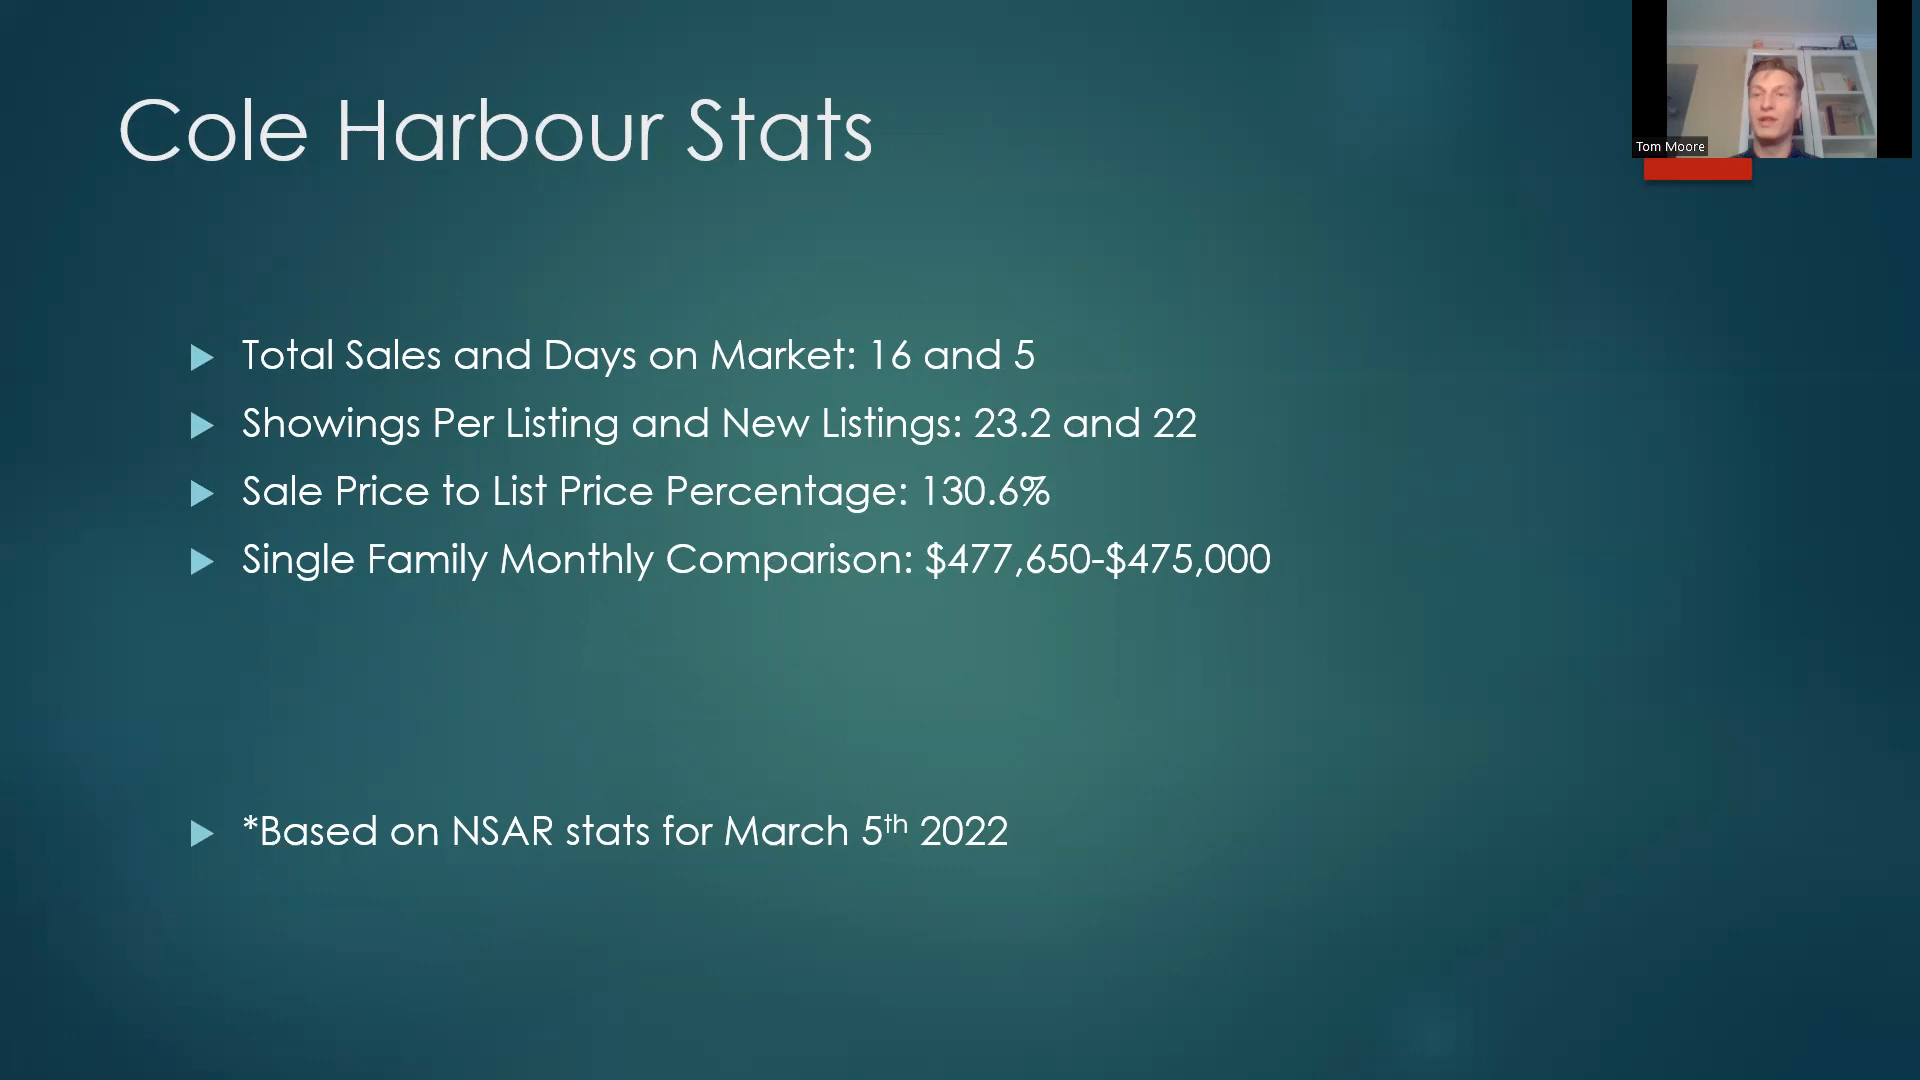 Cole Harbour Stats
Tom Moore
Total Sales and Days on Market: 16 and 5
Showings Per Listing and New Listings: 23.2 and 22
Sale Price to List Price Percentage: 130.6%
Single Family Monthly Comparison: $477,650-$475,000
*Based on NSAR stats for March 5th 2022